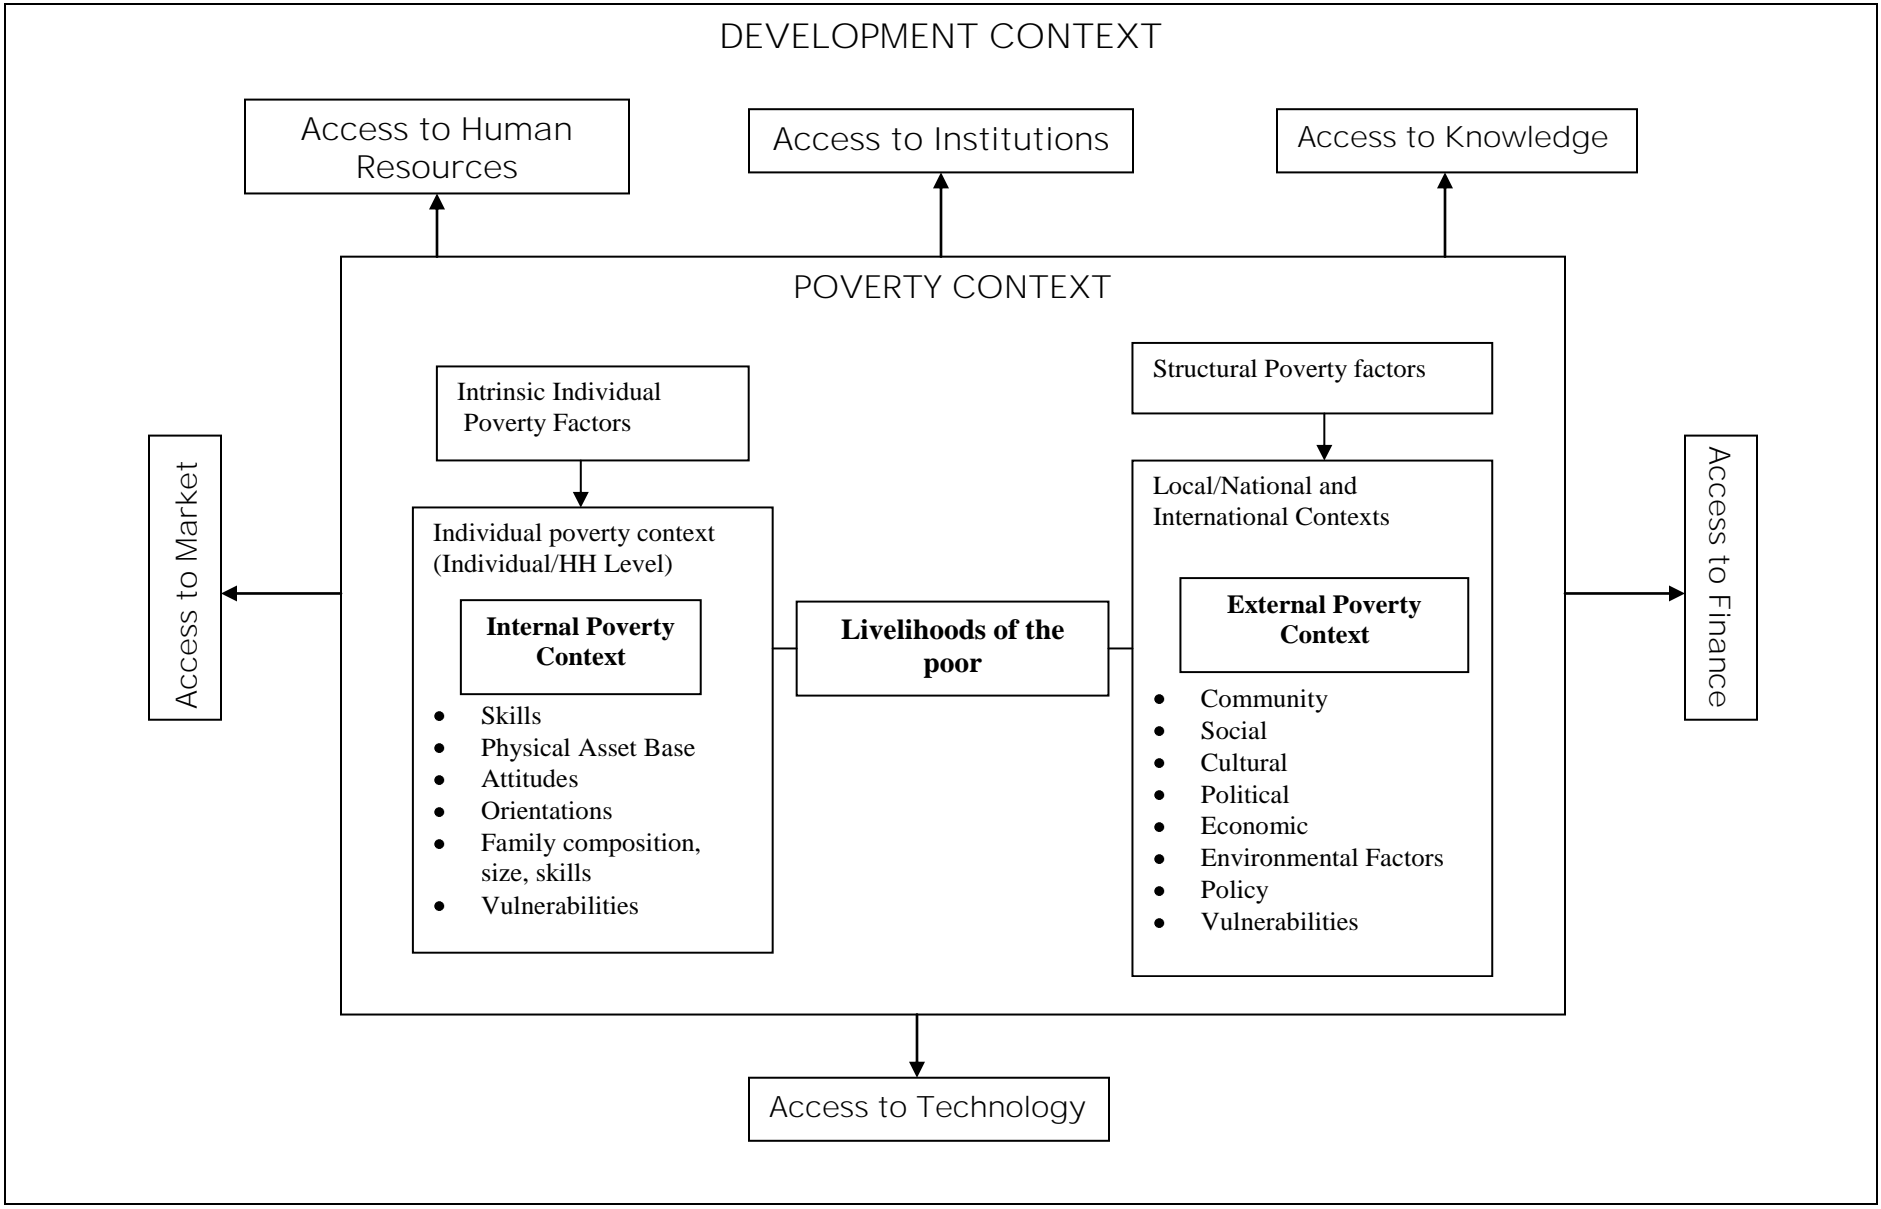 DEVELOPMENT CONTEXT
Access to Human
Resources
Access to Institutions
Access to Knowledge
POVERTY CONTEXT
Intrinsic Individual
Poverty Factors
Structural Poverty factors
Access to Market
Individual poverty context
(Individual/HH Level)
Internal Poverty
Context
• Skills
• Physical Asset Base
• Attitudes
• Orientations
• Family composition,
size, skills
• Vulnerabilities
Livelihoods of the
poor
Local/National and
International Contexts
External Poverty
Context
• Community
• Social
• Cultural
• Political
• Economic
• Environmental Factors
• Policy
• Vulnerabilities
Access to Finance
Access to Technology